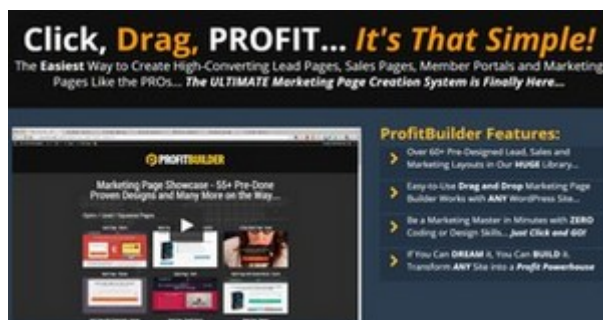 Click, Drag, PROFIT... It's That Simple!
The Easiest Way to Create High-Converting Lead Pages, Sales Pages, Member Portals and Marketing
Pages Like the PROs... The ULTIMATE Marketing Page Creation System is Finally Here...
PROFITBUILDER
Marketing Page Showcase - 55+ Pre-Done
Proven Designs and Many More on the Way...
ProfitBuilder Features:
Over 60+ Pre-Designed Lead, Sales and
Marketing Layouts in Our HUGE Library...
Easy-to-Use Drag and Drop Marketing Page
Builder Works with ANY WordPress Site...
Be a Marketing Master in Minutes with ZERO
Coding or Design Skills... Just Click and GO!
If You Can DREAM it, You Can BUILD it.
Transform ANY Site into a Profit Powerhouse